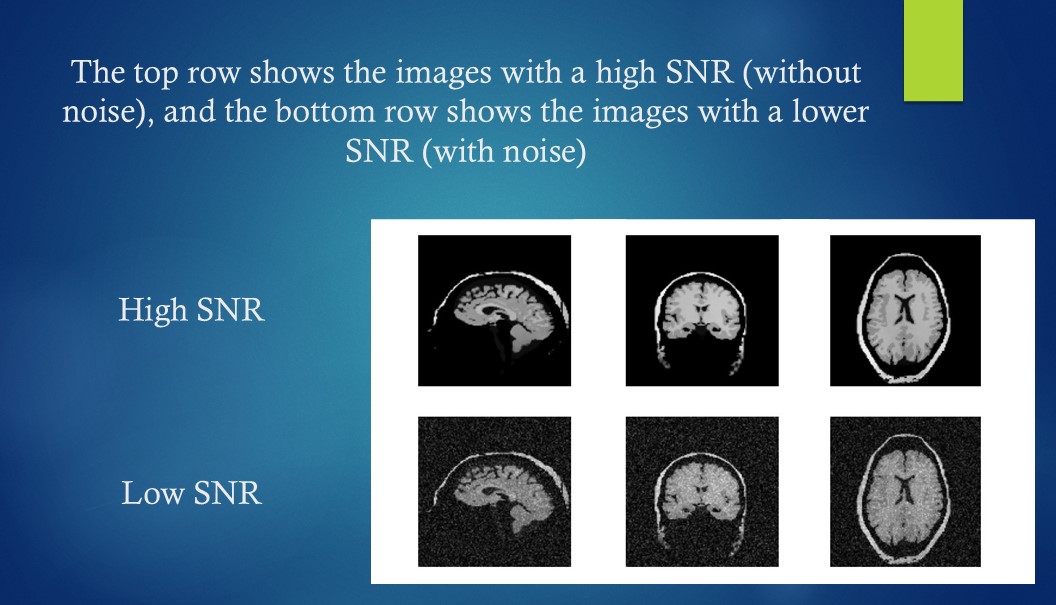 The top row shows the images with a high SNR (without
noise), and the bottom row shows the images with a lower
SNR (with noise)
High SNR
Low SNR